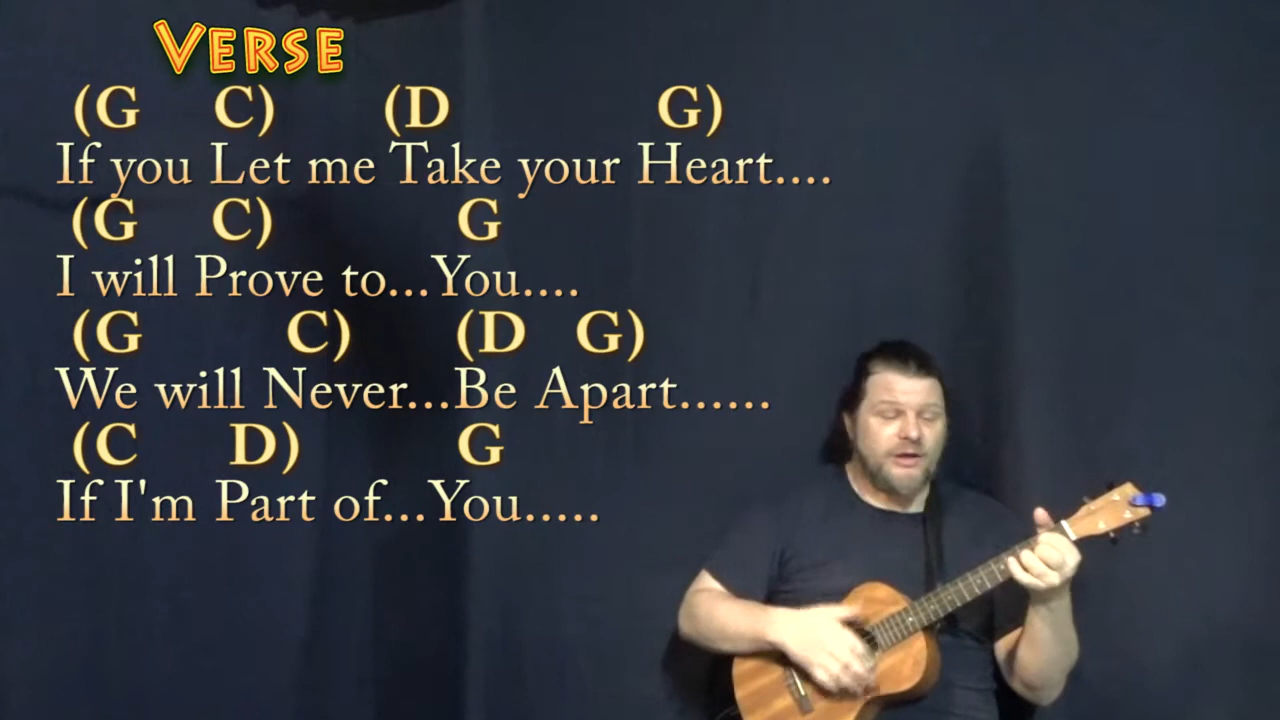 VERSE
(G C) (D G)
If you Let me Take your Heart....
(G C) G
I will Prove to...You....
(G C) (D G)
We will Never...Be Apart......
(C D) G
If I'm Part of...You.....